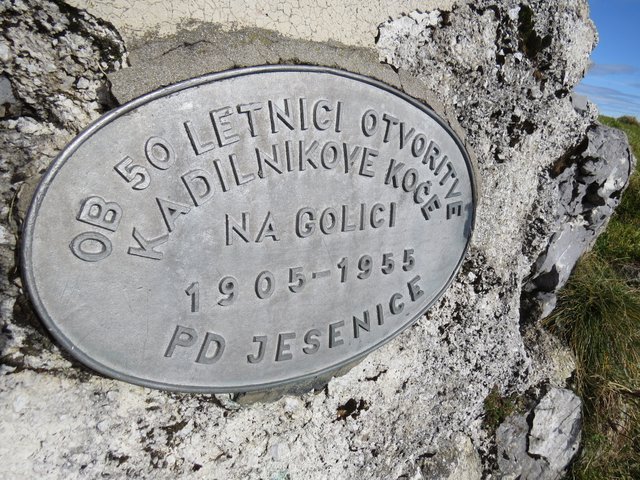 OB 50 LETNICI OTVORITVE
KADILNIKOVE KOČE
NA GOLICI
1905-1955
PD JESENICE